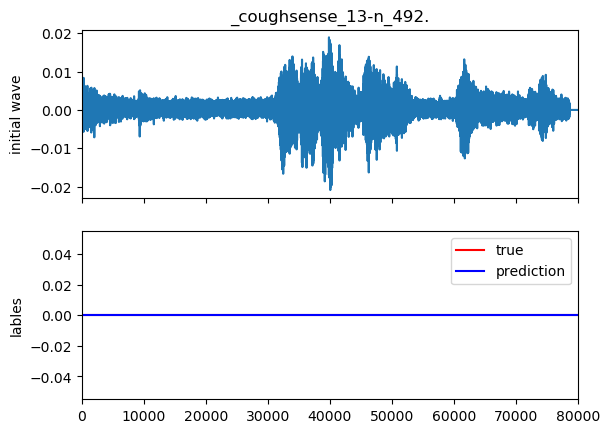 _coughsense_13-n_492.
0.02
0.01
0.00
−0.01
−0.02
initial wave
0.04
0.02
0.00
−0.02
−0.04
lables
true
prediction
0 10000 20000 30000 40000 50000 60000 70000 80000